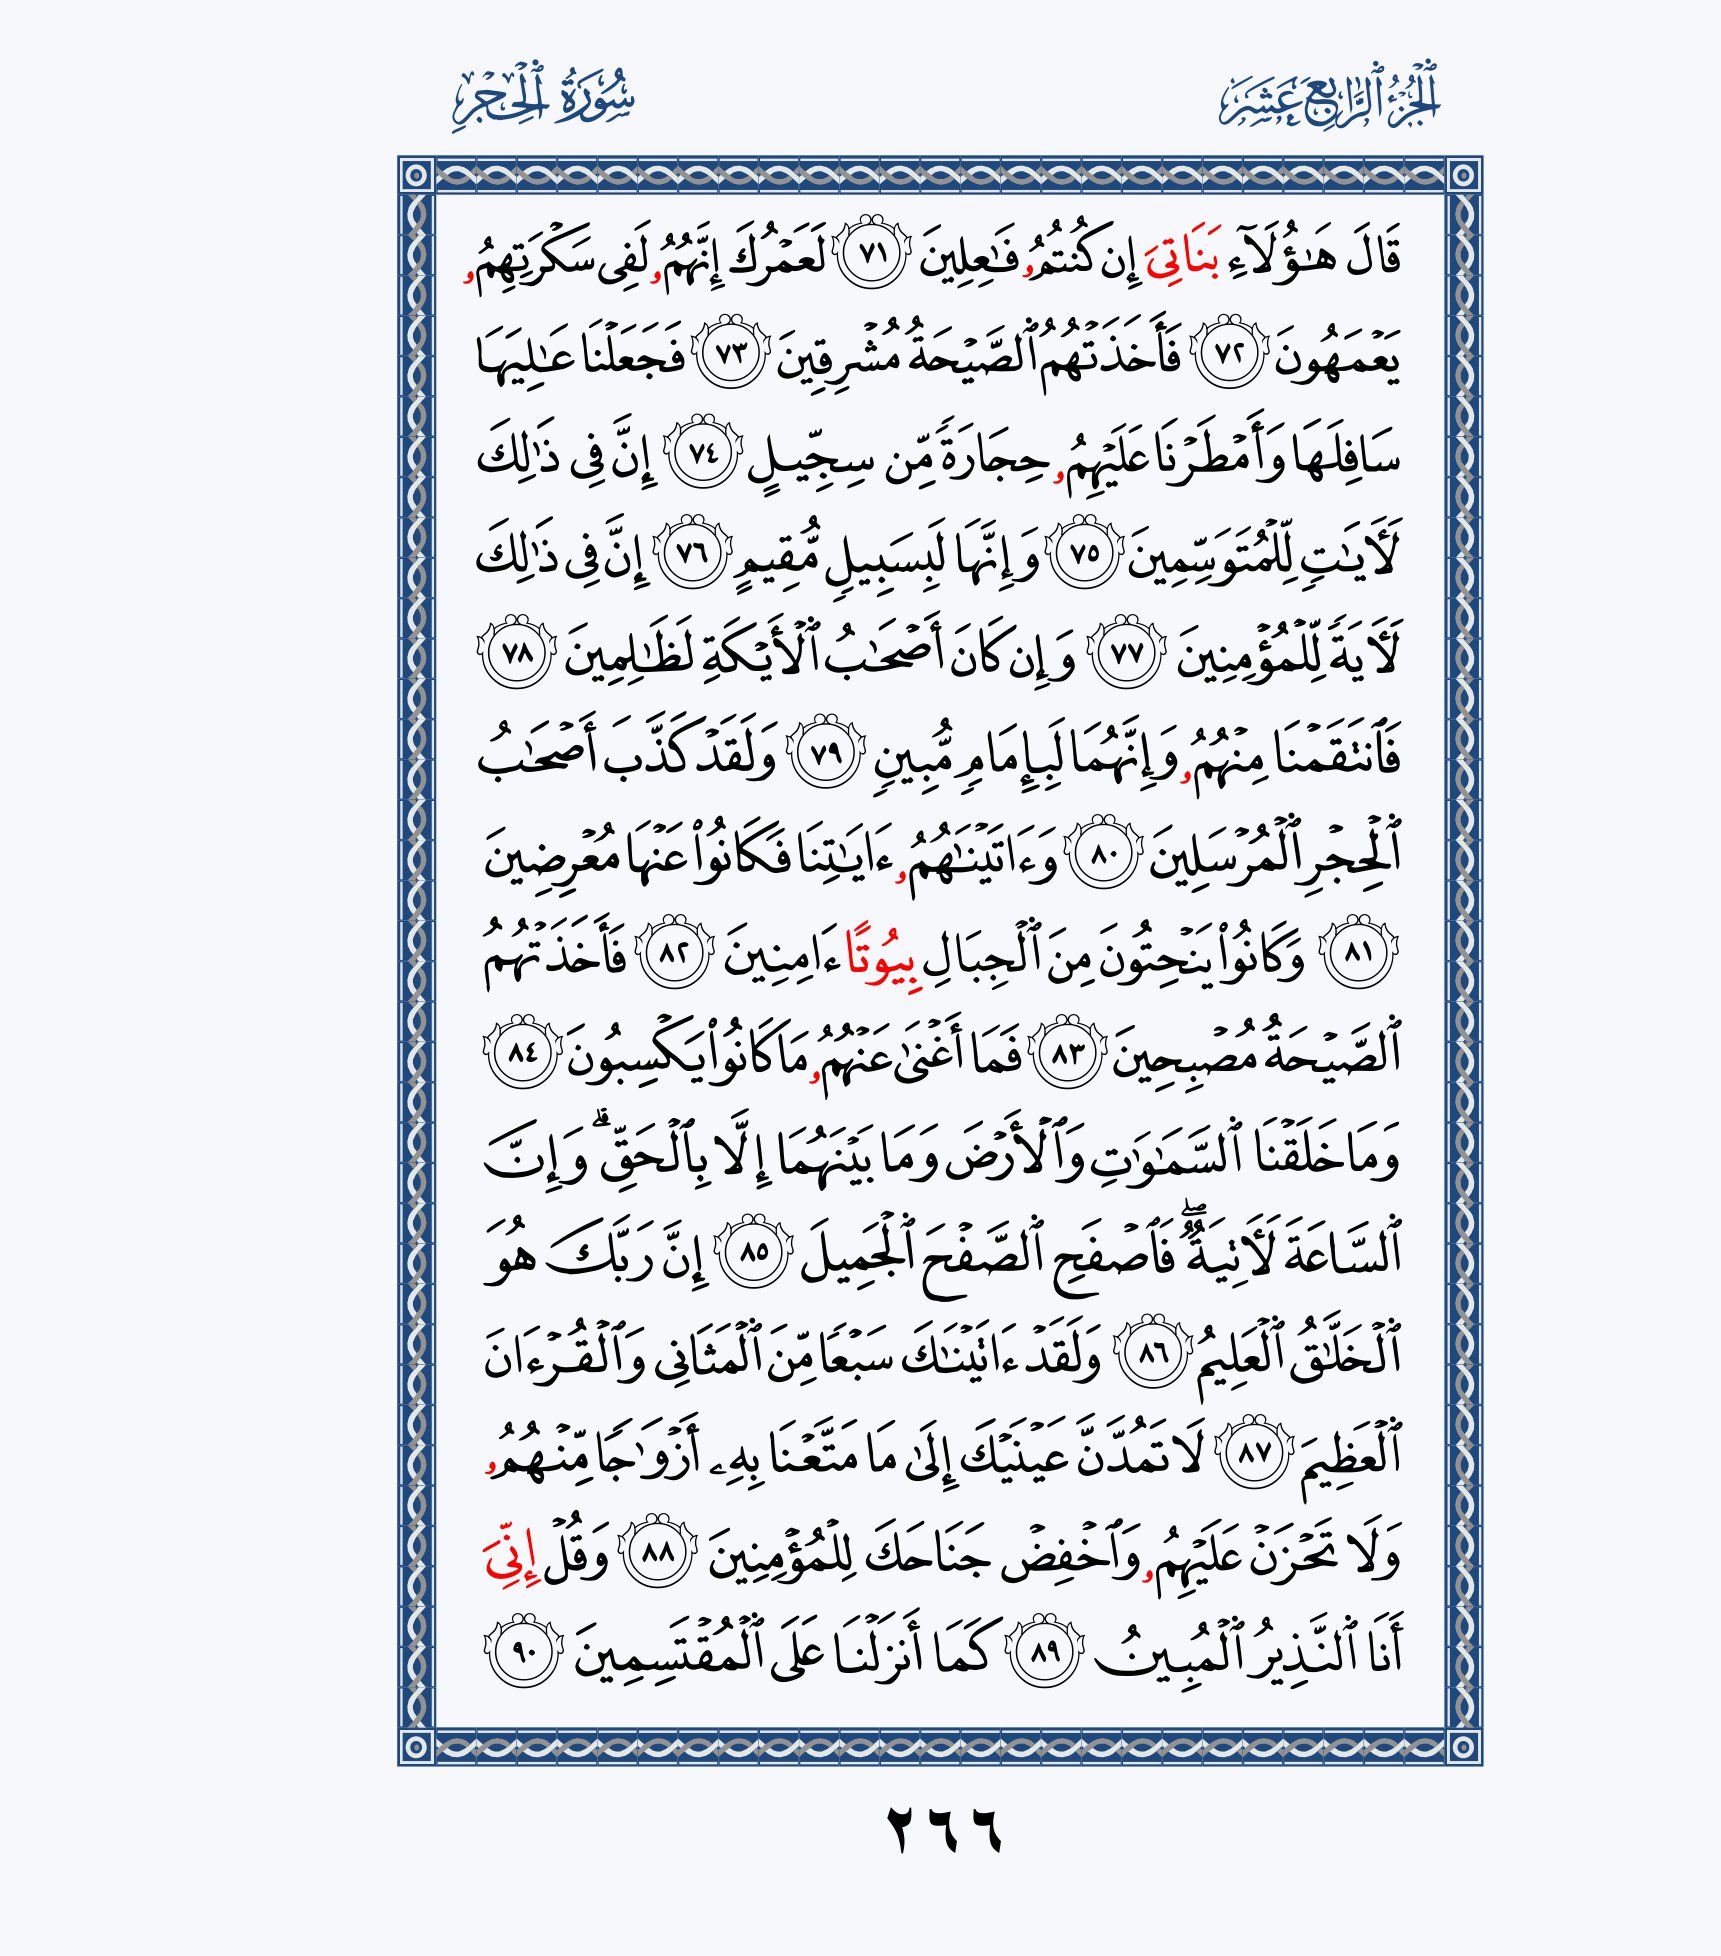 ٱلْجُزْءُ ٱلرَّابِعَ عَشَرَ
سُورَةُ ٱلْحِجْرِ
قَالَ هَٰٓؤُلَآءِ بَنَاتِىَ إِن كُنتُمُۥ فَٰعِلِينَ ٧١ لَعَمْرُكَ إِنَّهُمُۥ لَفِى سَكْرَتِهِمُۥ
يَعْمَهُونَ ٧٢ فَأَخَذَتْهُمُ ٱلصَّيْحَةُ مُشْرِقِينَ ٧٣ فَجَعَلْنَا عَٰلِيَهَا
سَافِلَهَا وَأَمْطَرْنَا عَلَيْهِمُۥ حِجَارَةً مِّن سِجِّيلٍ ٧٤ إِنَّ فِى ذَٰلِكَ
لَأَيَٰتٍ لِّلْمُتَوَسِّمِينَ ٧٥ وَإِنَّهَا لَبِسَبِيلٍ مُّقِيمٍ ٧٦ إِنَّ فِى ذَٰلِكَ
لَأَيَةً لِّلْمُؤْمِنِينَ ٧٧ وَإِن كَانَ أَصْحَٰبُ ٱلْأَيْكَةِ لَظَٰلِمِينَ ٧٨
فَٱنتَقَمْنَا مِنْهُمُۥ وَإِنَّهُمَا لَبِإِمَامٍ مُّبِينٍ ٧٩ وَلَقَدْ كَذَّبَ أَصْحَٰبُ
ٱلْحِجْرِ ٱلْمُرْسَلِينَ ٨٠ وَءَاتَيْنَٰهُمُۥ ءَايَٰتِنَا فَكَانُوا۟ عَنْهَا مُعْرِضِينَ
٨١ وَكَانُوا۟ يَنْحِتُونَ مِنَ ٱلْجِبَالِ بِيُوتًا ءَامِنِينَ ٨٢ فَأَخَذَتْهُمُ
ٱلصَّيْحَةُ مُصْبِحِينَ ٨٣ فَمَا أَغْنَىٰ عَنْهُمُۥ مَا كَانُوا۟ يَكْسِبُونَ ٨٤
وَمَا خَلَقْنَا ٱلسَّمَٰوَٰتِ وَٱلْأَرْضَ وَمَا بَيْنَهُمَا إِلَّا بِٱلْحَقِّ ۗ وَإِنَّ
ٱلسَّاعَةَ لَأَتِيَةٌ ۖ فَٱصْفَحِ ٱلصَّفْحَ ٱلْجَمِيلَ ٨٥ إِنَّ رَبَّكَ هُوَ
ٱلْخَلَّٰقُ ٱلْعَلِيمُ ٨٦ وَلَقَدْ ءَاتَيْنَٰكَ سَبْعًا مِّنَ ٱلْمَثَانِى وَٱلْقُرْءَانَ
ٱلْعَظِيمَ ٨٧ لَا تَمُدَّنَّ عَيْنَيْكَ إِلَىٰ مَا مَتَّعْنَا بِهِۦ أَزْوَٰجًا مِّنْهُمُۥ
وَلَا تَحْزَنْ عَلَيْهِمُۥ وَٱخْفِضْ جَنَاحَكَ لِلْمُؤْمِنِينَ ٨٨ وَقُلْ إِنِّىَ
أَنَا ٱلنَّذِيرُ ٱلْمُبِينُ ٨٩ كَمَا أَنزَلْنَا عَلَى ٱلْمُقْتَسِمِينَ ٩٠
٢٦٦